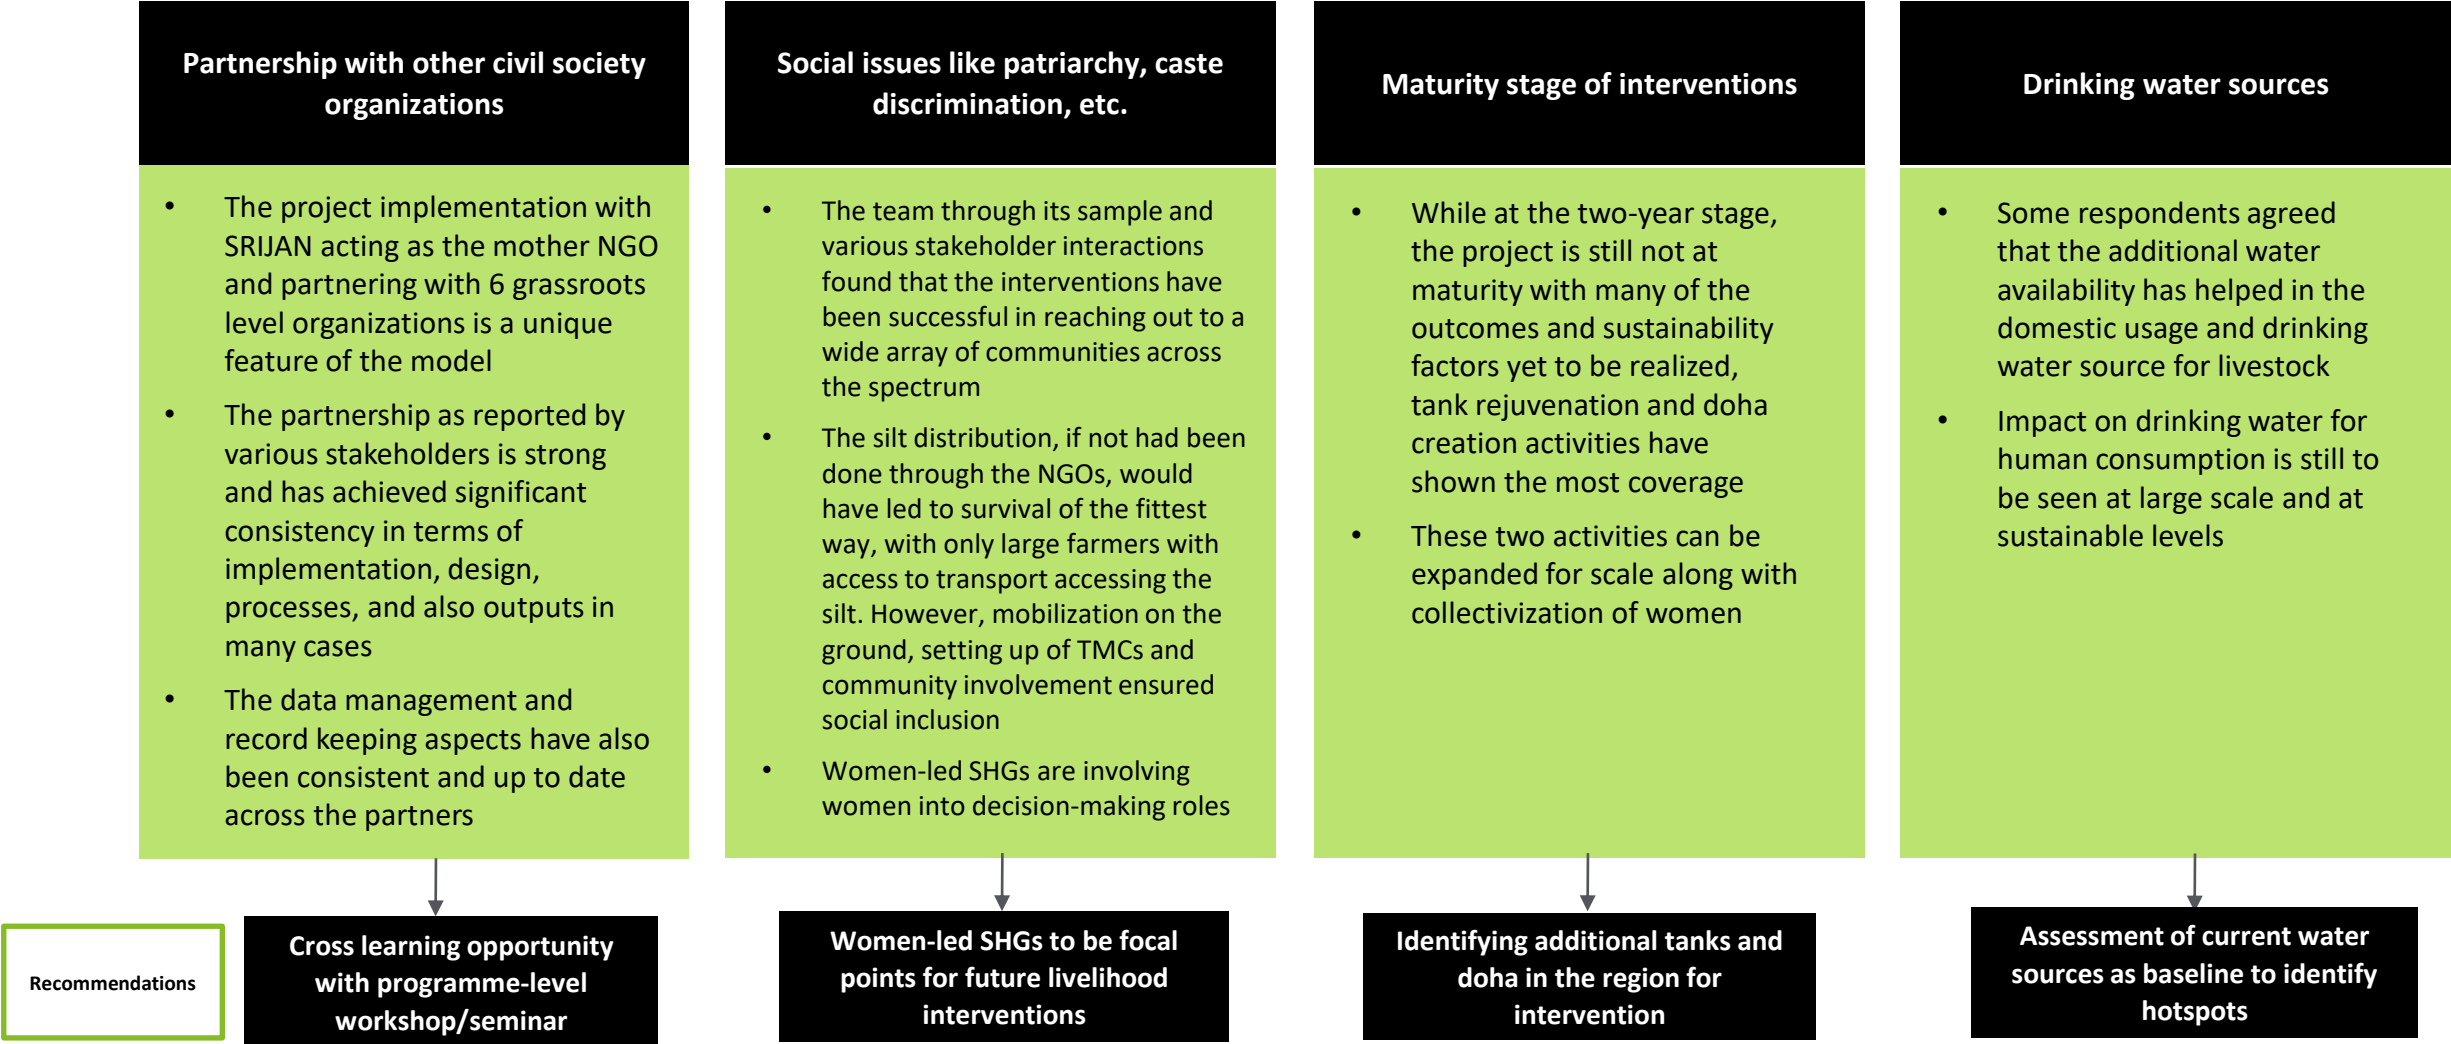 Partnership with other civil society
organizations
• The project implementation with
SRIJAN acting as the mother NGO
and partnering with 6 grassroots
level organizations is a unique
feature of the model
• The partnership as reported by
various stakeholders is strong
and has achieved significant
consistency in terms of
implementation, design,
processes, and also outputs in
many cases
• The data management and
record keeping aspects have also
been consistent and up to date
across the partners
Social issues like patriarchy, caste
discrimination, etc.
• The team through its sample and
various stakeholder interactions
found that the interventions have
been successful in reaching out to a
wide array of communities across
the spectrum
• The silt distribution, if not had been
done through the NGOs, would
have led to survival of the fittest
way, with only large farmers with
access to transport accessing the
silt. However, mobilization on the
ground, setting up of TMCs and
community involvement ensured
social inclusion
• Women-led SHGs are involving
women into decision-making roles
Maturity stage of interventions
• While at the two-year stage,
the project is still not at
maturity with many of the
outcomes and sustainability
factors yet to be realized,
tank rejuvenation and doha
creation activities have
shown the most coverage
• These two activities can be
expanded for scale along with
collectivization of women
Drinking water sources
• Some respondents agreed
that the additional water
availability has helped in the
domestic usage and drinking
water source for livestock
• Impact on drinking water for
human consumption is still to
be seen at large scale and at
sustainable levels
Recommendations
Cross learning opportunity
with programme-level
workshop/seminar
Women-led SHGs to be focal
points for future livelihood
interventions
Identifying additional tanks and
doha in the region for
intervention
Assessment of current water
sources as baseline to identify
hotspots